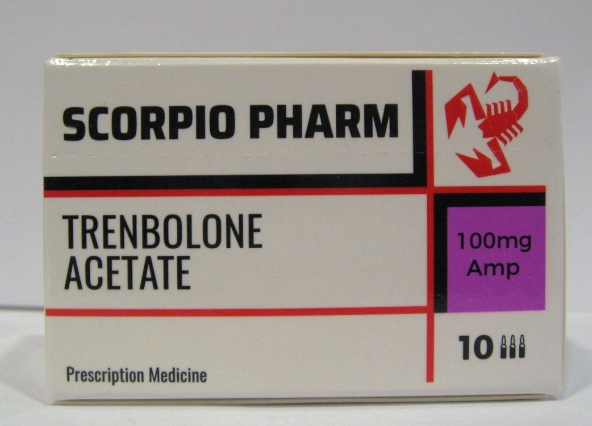 SCORPIO PHARM
TRENBOLONE
ACETATE
100mg
Amp
10
Prescription Medicine